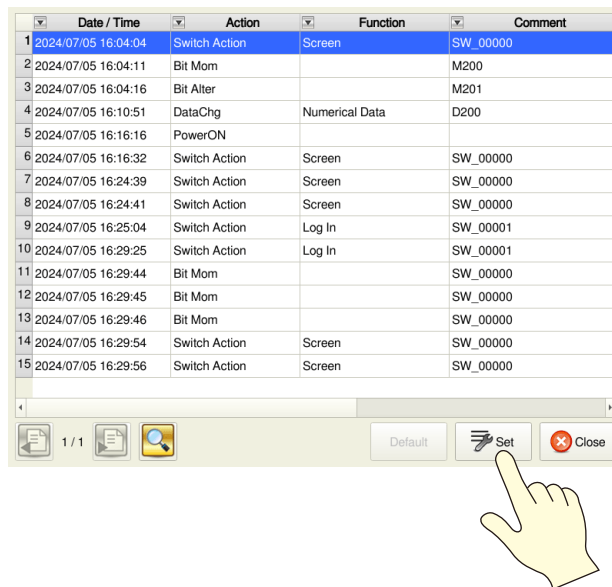 Date / Time Action Function Comment
1 2024/07/05 16:04:04 Switch Action Screen SW_00000
2 2024/07/05 16:04:11 Bit Mom M200
3 2024/07/05 16:04:16 Bit Alter M201
4 2024/07/05 16:10:51 DataChg Numerical Data D200
5 2024/07/05 16:16:16 PowerON
6 2024/07/05 16:16:32 Switch Action Screen SW_00000
7 2024/07/05 16:24:39 Switch Action Screen SW_00000
8 2024/07/05 16:24:41 Switch Action Screen SW_00000
9 2024/07/05 16:25:04 Switch Action Log In SW_00001
10 2024/07/05 16:29:25 Switch Action Log In SW_00001
11 2024/07/05 16:29:44 Bit Mom SW_00000
12 2024/07/05 16:29:45 Bit Mom SW_00000
13 2024/07/05 16:29:46 Bit Mom SW_00000
14 2024/07/05 16:29:54 Switch Action Screen SW_00000
15 2024/07/05 16:29:56 Switch Action Screen SW_00000
1 / 1 Default Set Close